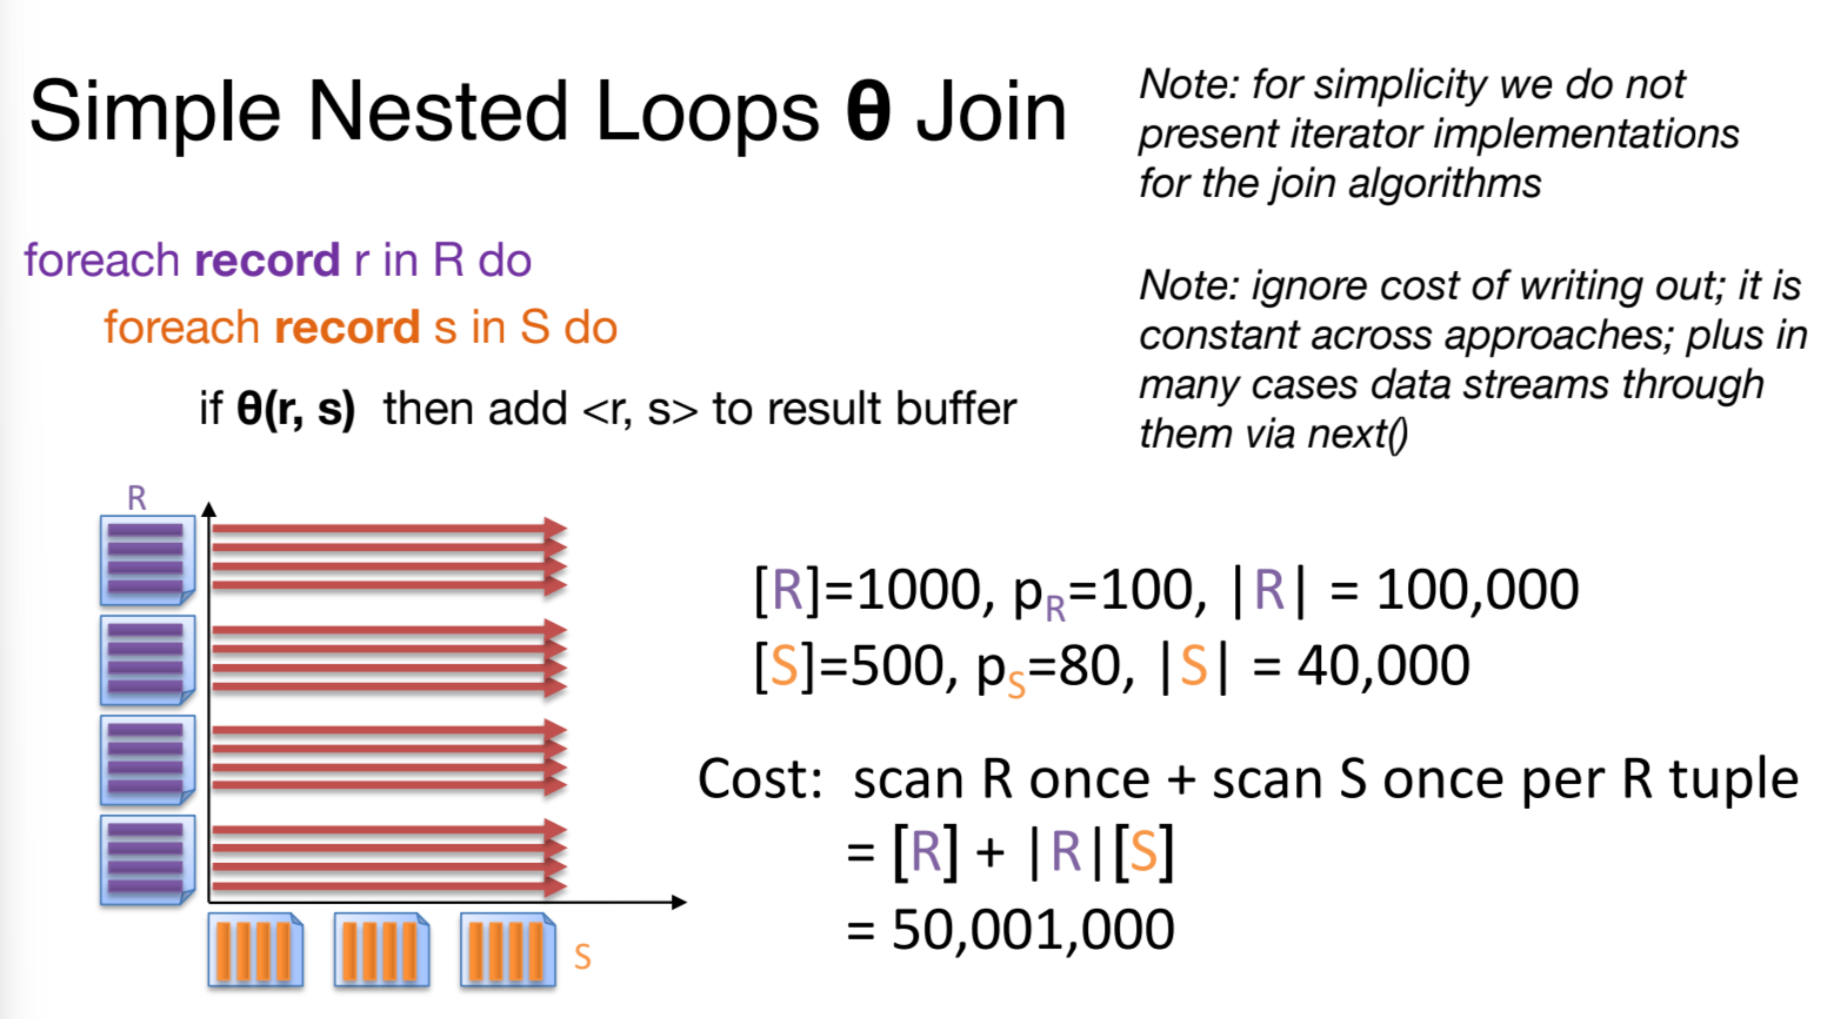 Simple Nested Loops θ Join
Note: for simplicity we do not
present iterator implementations
for the join algorithms
foreach record r in R do
foreach record s in S do
if θ(r, s) then add <r, s> to result buffer
Note: ignore cost of writing out; it is
constant across approaches; plus in
many cases data streams through
them via next()
R
S
[R]=1000, pR=100, |R| = 100,000
[S]=500, pS=80, |S| = 40,000
Cost: scan R once + scan S once per R tuple
= [R] + |R|[S]
= 50,001,000